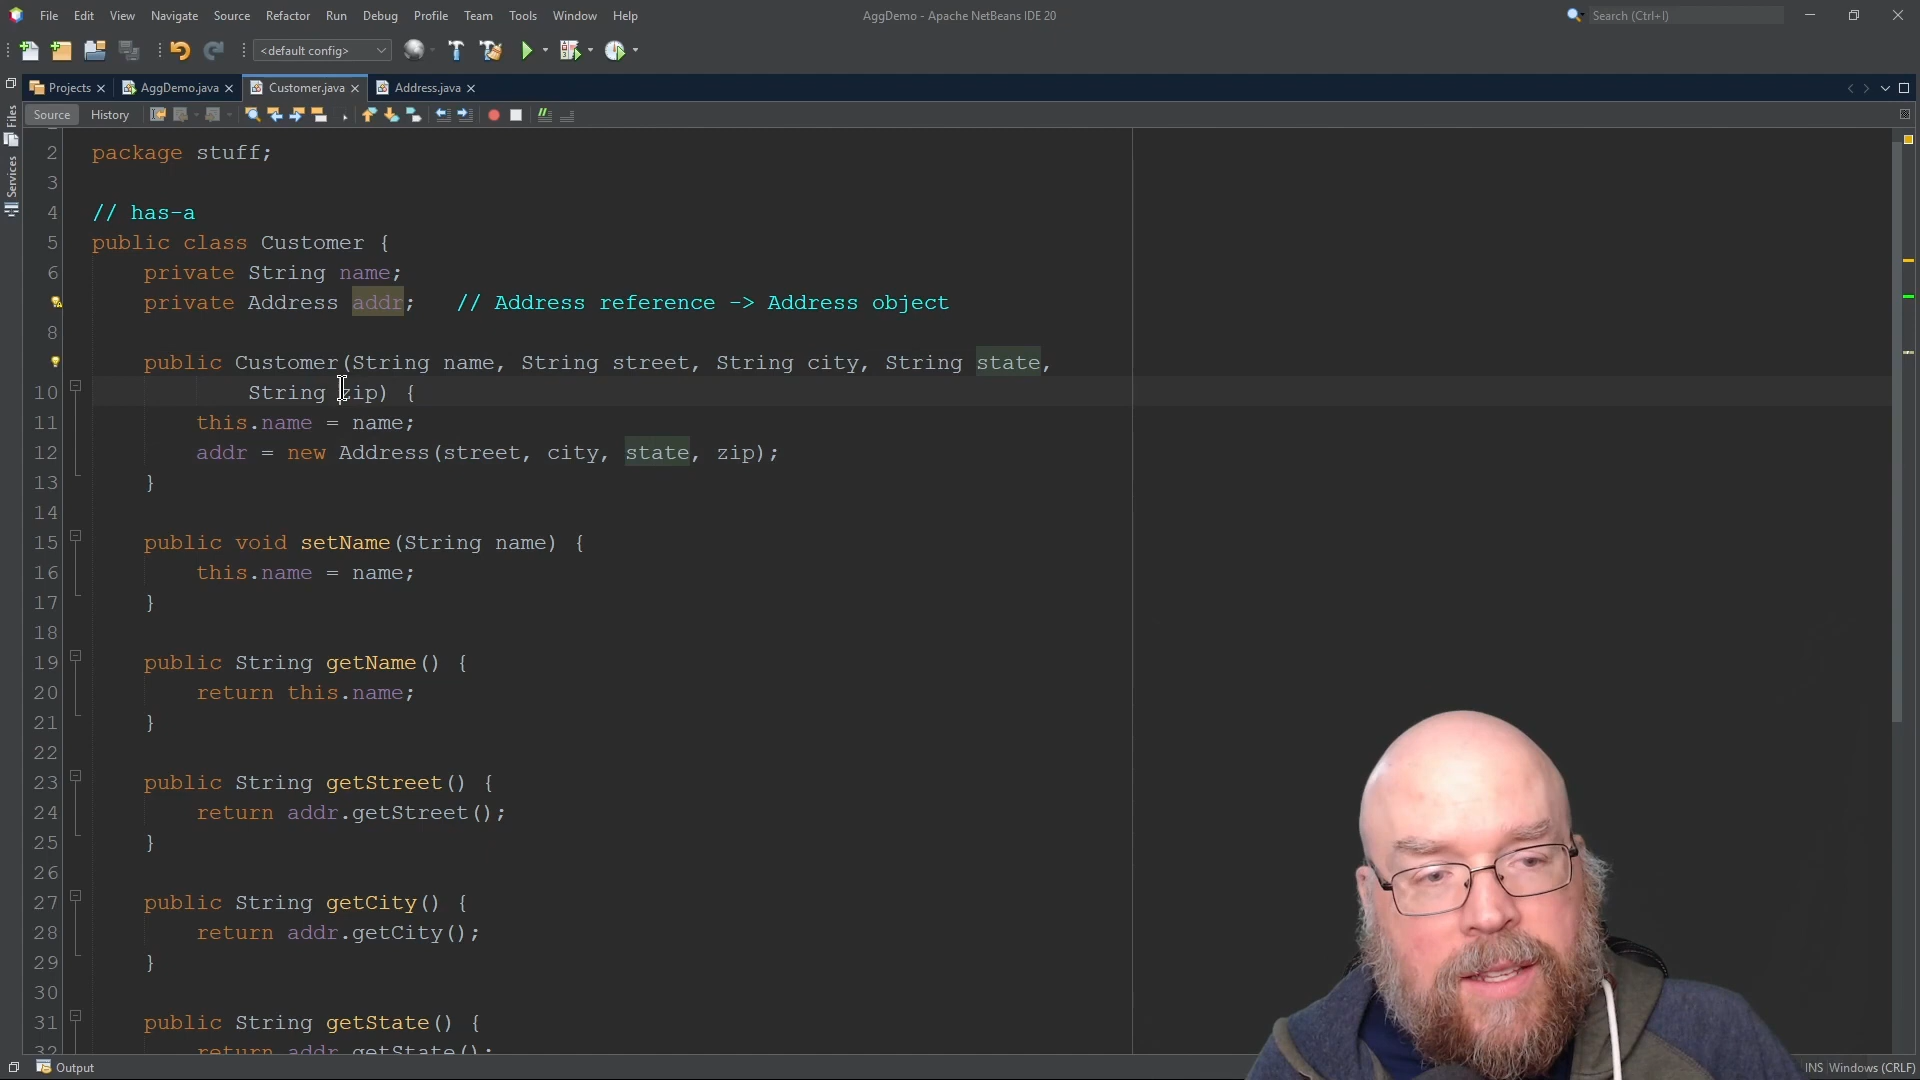 File Edit View Navigate Source Refactor Run Debug Profile Team Tools Window Help AggDemo - Apache NetBeans IDE 20 Search (Ctrl+I)
<default config>
Projects AggDemo.java Customer.java Address.java
Source History
Files
Services
2 package stuff;
3
4 // has-a
5 public class Customer {
6 private String name;
private Address addr; // Address reference -> Address object
8
public Customer(String name, String street, String city, String state,
10 String zip) {
11 this.name = name;
12 addr = new Address(street, city, state, zip);
13 }
14
15 public void setName(String name) {
16 this.name = name;
17 }
18
19 public String getName() {
20 return this.name;
21 }
22
23 public String getStreet() {
24 return addr.getStreet();
25 }
26
27 public String getCity() {
28 return addr.getCity();
29 }
30
31 public String getState() {
32 return addr.getState();
Output INS Windows (CRLF)